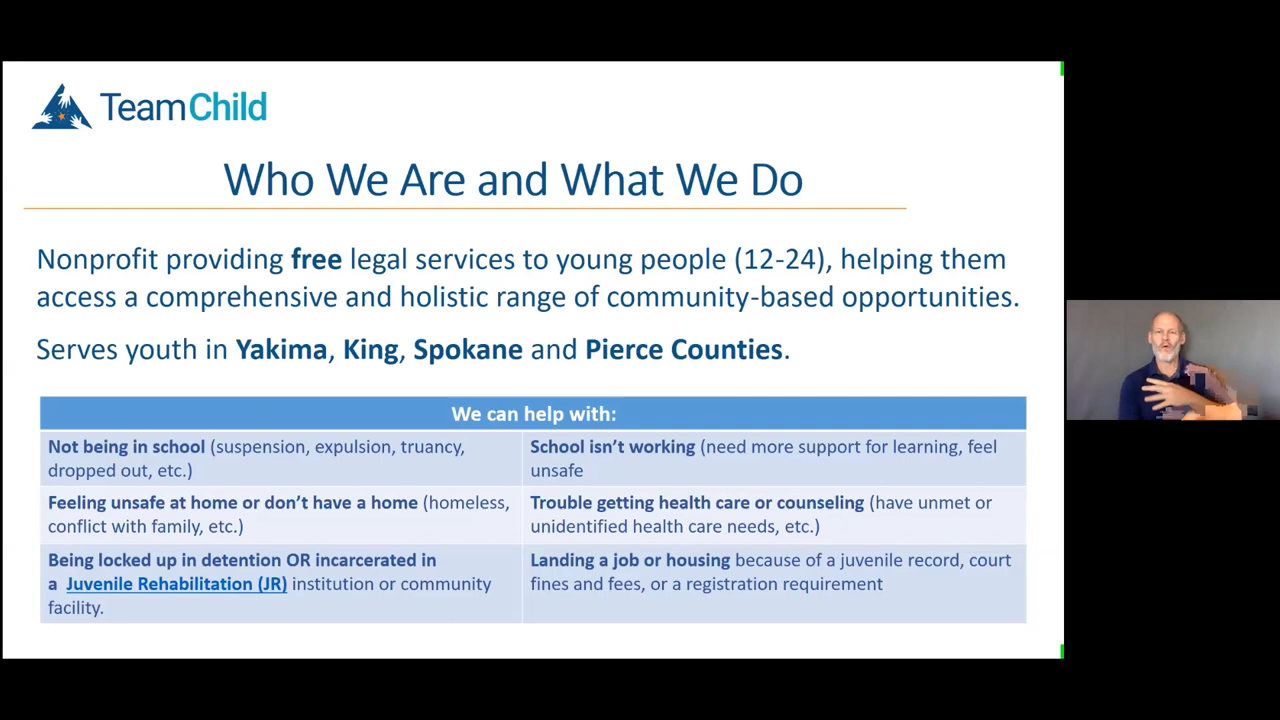 TeamChild
Who We Are and What We Do
Nonprofit providing free legal services to young people (12-24), helping them
access a comprehensive and holistic range of community-based opportunities.
Serves youth in Yakima, King, Spokane and Pierce Counties.
We can help with:
Not being in school (suspension, expulsion, truancy,
dropped out, etc.)
School isn’t working (need more support for learning, feel
unsafe
Feeling unsafe at home or don’t have a home (homeless,
conflict with family, etc.)
Trouble getting health care or counseling (have unmet or
unidentified health care needs, etc.)
Being locked up in detention OR incarcerated in
a Juvenile Rehabilitation (JR) institution or community
facility.
Landing a job or housing because of a juvenile record, court
fines and fees, or a registration requirement